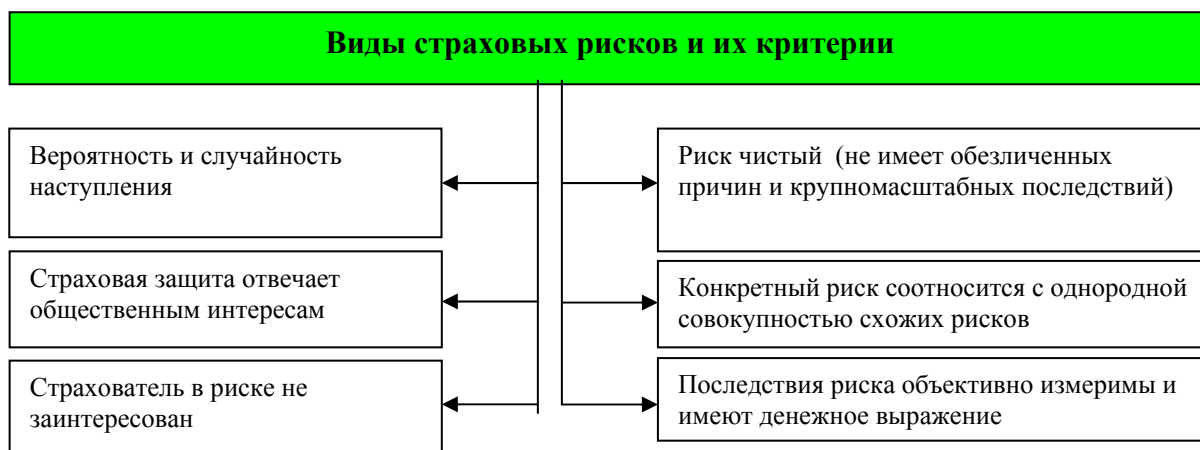 Виды страховых рисков и их критерии
Вероятность и случайность
наступления
Риск чистый (не имеет обезличенных
причин и крупномасштабных последствий)
Страховая защита отвечает
общественным интересам
Конкретный риск соотносится с однородной
совокупностью схожих рисков
Страхователь в риске не
заинтересован
Последствия риска объективно измеримы и
имеют денежное выражение